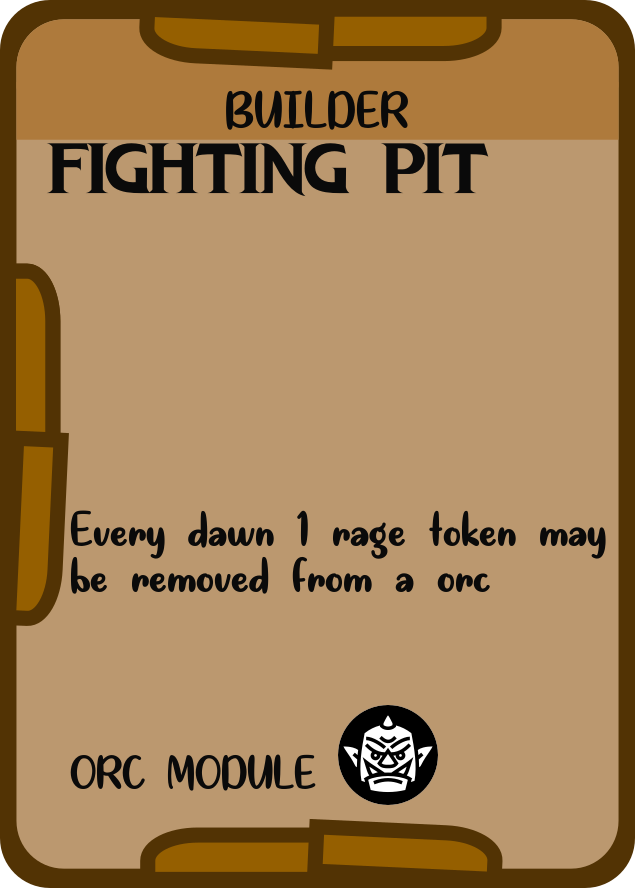 BUILDER
FIGHTING PIT
Every dawn 1 rage token may
be removed from a orc
ORC MODULE